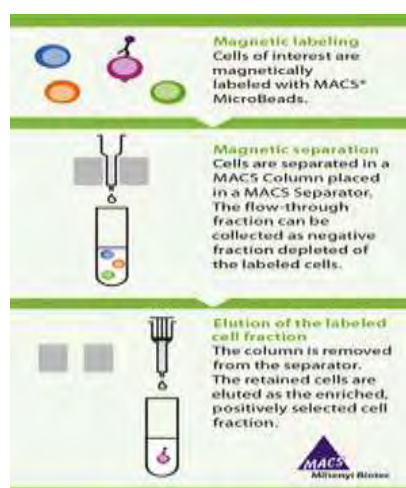 Magnetic labeling
Cells of interest are
magnetically
labeled with MACS®
MicroBeads.
Magnetic separation
Cells are separated in a
MACS Column placed
in a MACS Separator.
The flow-through
fraction can be
collected as negative
fraction depleted of
the labeled cells.
Elution of the labeled
cell fraction
The column is removed
from the separator.
The retained cells are
eluted as the enriched,
positively selected cell
fraction.
MACS
Miltenyi Biotec